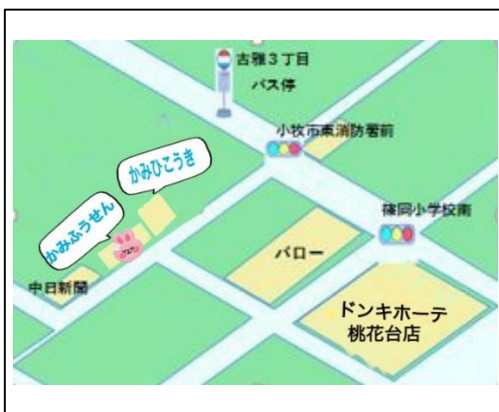 古雅３丁目
バス停
小牧市東消防署前
かみひこうき
かみふうせん
篠岡小学校南
バロー
中日新聞
ドンキホーテ
桃花台店